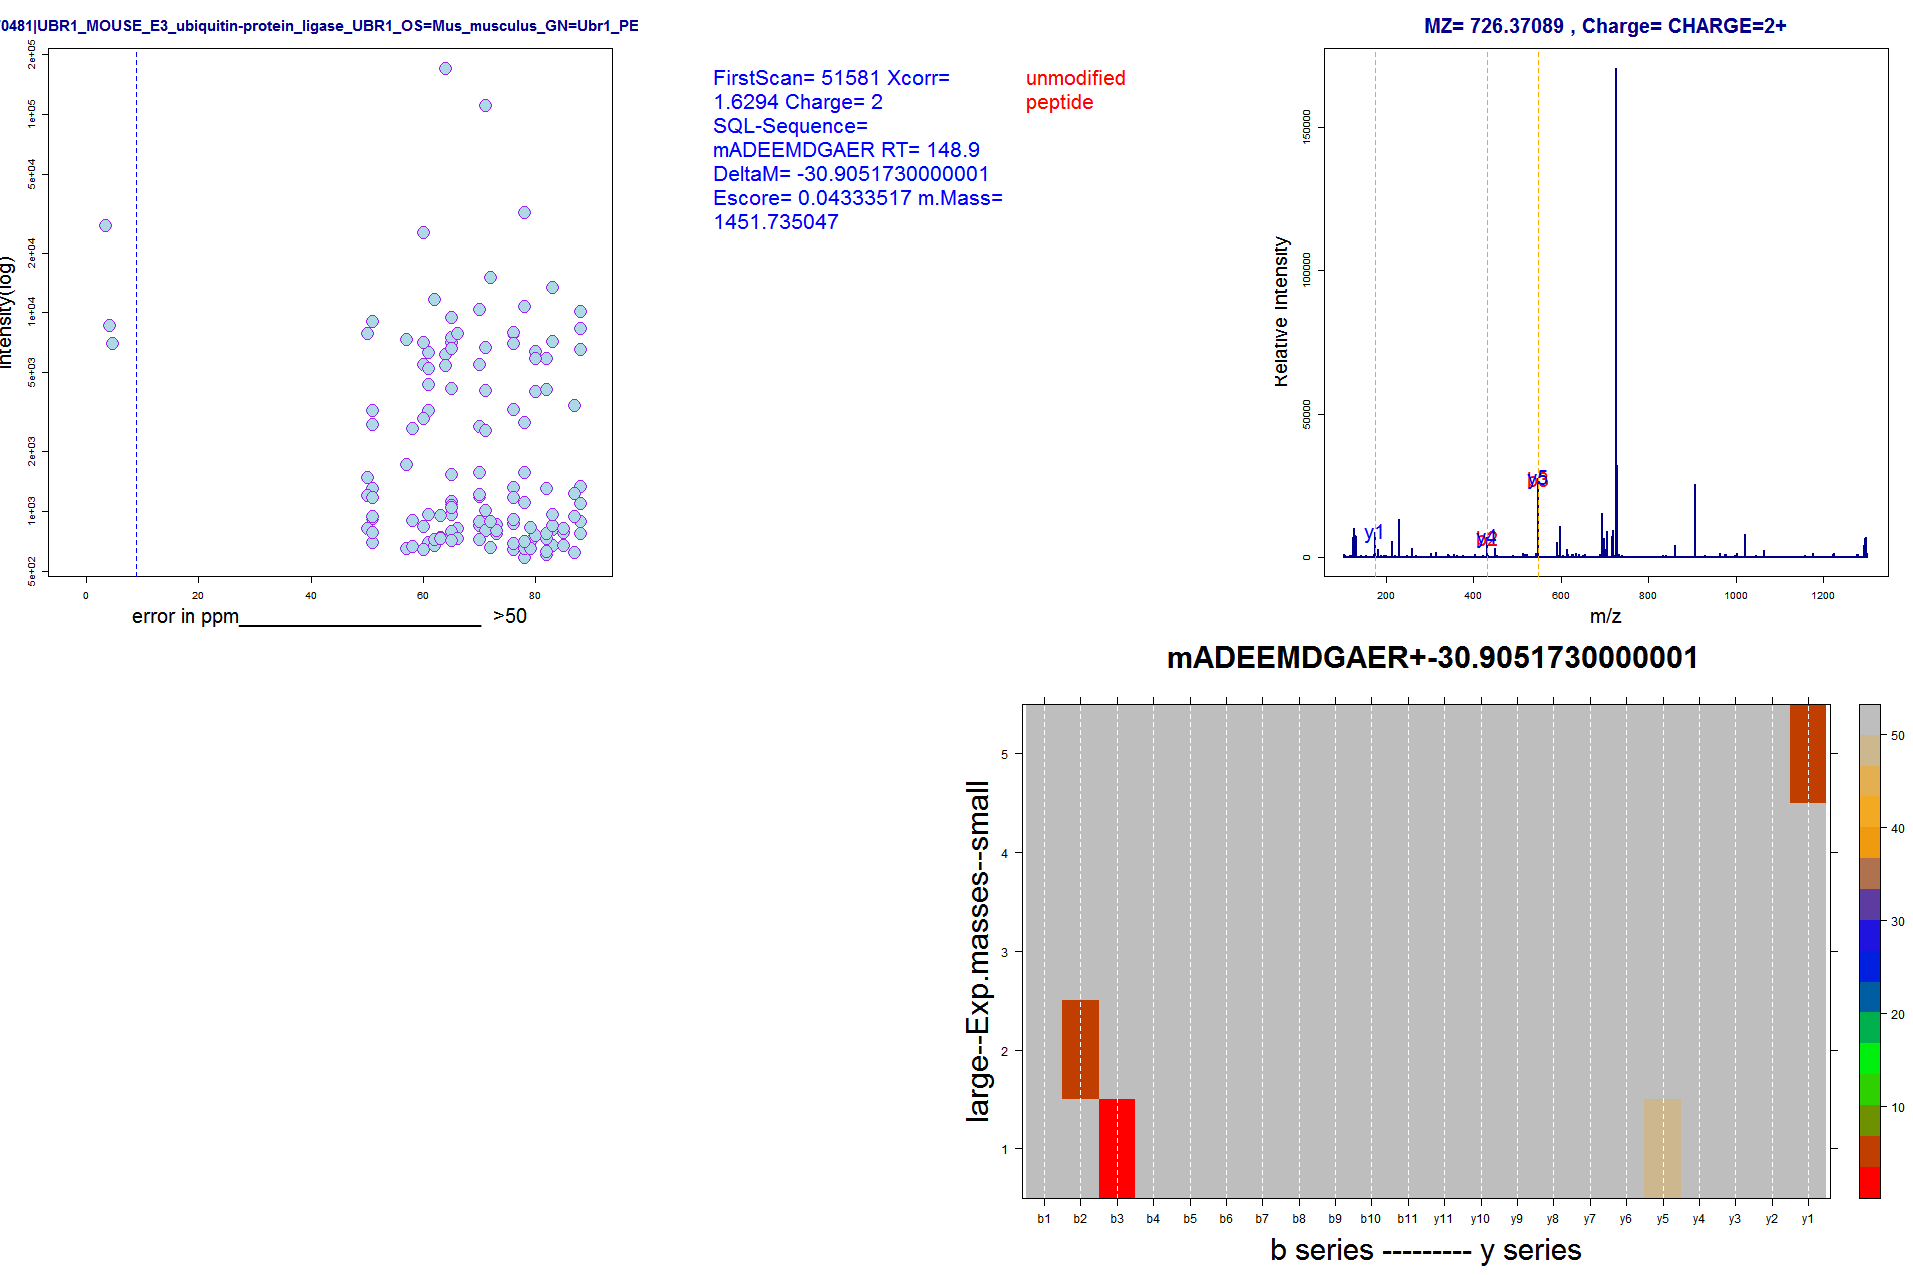 0481|UBR1_MOUSE_E3_ubiquitin-protein_ligase_UBR1_OS=Mus_musculus_GN=Ubr1_PE
intensity(log)
5e+02 1e+03 2e+03 5e+03 1e+04 2e+04 5e+04 1e+05 2e+05
0 20 40 60 80
error in ppm______________________ >50
FirstScan= 51581 Xcorr=
1.6294 Charge= 2
SQL-Sequence=
mADEEMDGAER RT= 148.9
DeltaM= -30.9051730000001
Escore= 0.04333517 m.Mass=
1451.735047
unmodified
peptide
MZ= 726.37089 , Charge= CHARGE=2+
Relative Intensity
0 50000 100000 150000
y1
y4
b2
y5
b3
200 400 600 800 1000 1200
m/z
mADEEMDGAER+-30.9051730000001
large--Exp.masses--small
5
4
3
2
1
b1 b2 b3 b4 b5 b6 b7 b8 b9 b10 b11 y11 y10 y9 y8 y7 y6 y5 y4 y3 y2 y1
b series --------- y series
50
40
30
20
10